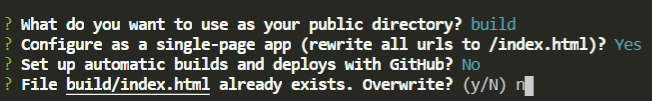 ? What do you want to use as your public directory? build
? Configure as a single-page app (rewrite all urls to /index.html)? Yes
? Set up automatic builds and deploys with GitHub? No
? File build/index.html already exists. Overwrite? (y/N) n